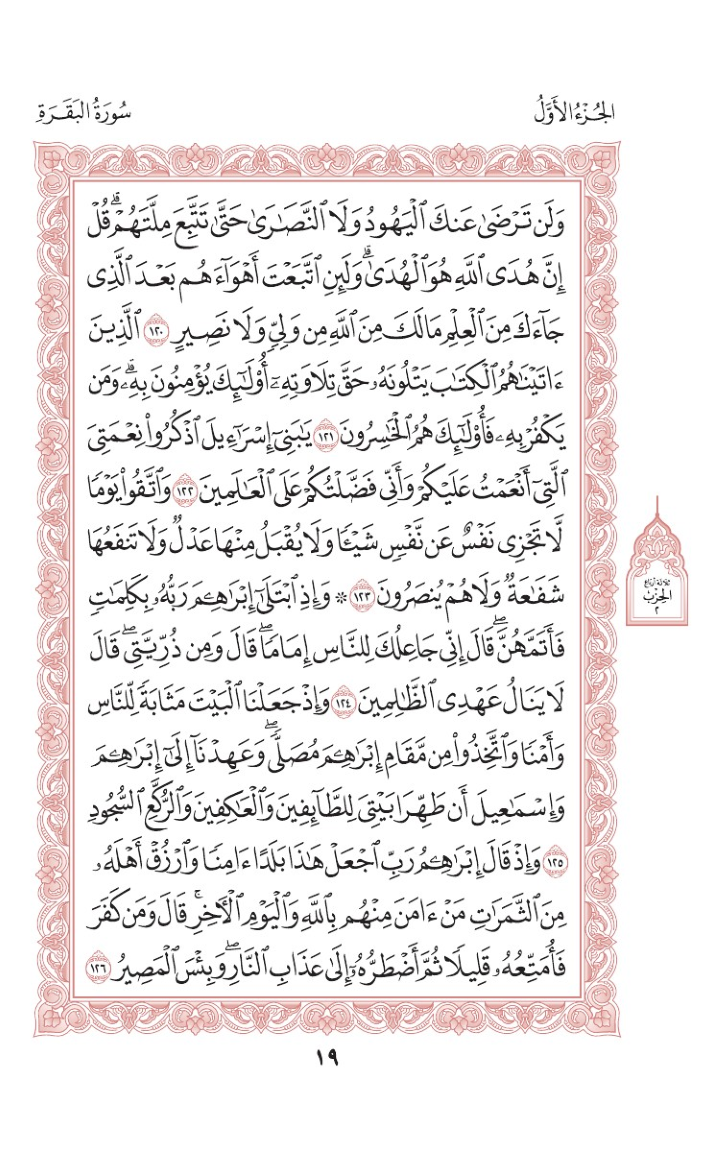 الجُزْءُ الأَوَّلُ
سُورَةُ البَقَرَةِ
وَلَن تَرْضَىٰ عَنكَ ٱلْيَهُودُ وَلَا ٱلنَّصَٰرَىٰ حَتَّىٰ تَتَّبِعَ مِلَّتَهُمْۗ قُلْ
إِنَّ هُدَى ٱللَّهِ هُوَ ٱلْهُدَىٰۗ وَلَئِنِ ٱتَّبَعْتَ أَهْوَآءَهُم بَعْدَ ٱلَّذِى
جَآءَكَ مِنَ ٱلْعِلْمِ مَا لَكَ مِنَ ٱللَّهِ مِن وَلِىٍّ وَلَا نَصِيرٍ ١٢٠ ٱلَّذِينَ
ءَاتَيْنَٰهُمُ ٱلْكِتَٰبَ يَتْلُونَهُۥ حَقَّ تِلَاوَتِهِۦٓ أُو۟لَٰٓئِكَ يُؤْمِنُونَ بِهِۦۗ وَمَن
يَكْفُرْ بِهِۦ فَأُو۟لَٰٓئِكَ هُمُ ٱلْخَٰسِرُونَ ١٢١ يَٰبَنِىٓ إِسْرَٰٓءِيلَ ٱذْكُرُوا۟ نِعْمَتِىَ
ٱلَّتِىٓ أَنْعَمْتُ عَلَيْكُمْ وَأَنِّى فَضَّلْتُكُمْ عَلَى ٱلْعَٰلَمِينَ ١٢٢ وَٱتَّقُوا۟ يَوْمًا
لَّا تَجْزِى نَفْسٌ عَن نَّفْسٍ شَيْـًٔا وَلَا يُقْبَلُ مِنْهَا عَدْلٌ وَلَا تَنفَعُهَا
شَفَٰعَةٌ وَلَا هُمْ يُنصَرُونَ ١٢٣ ۞ وَإِذِ ٱبْتَلَىٰٓ إِبْرَٰهِۦمَ رَبُّهُۥ بِكَلِمَٰتٍ
فَأَتَمَّهُنَّۖ قَالَ إِنِّى جَاعِلُكَ لِلنَّاسِ إِمَامًاۖ قَالَ وَمِن ذُرِّيَّتِىۖ قَالَ
لَا يَنَالُ عَهْدِى ٱلظَّٰلِمِينَ ١٢٤ وَإِذْ جَعَلْنَا ٱلْبَيْتَ مَثَابَةً لِّلنَّاسِ
وَأَمْنًا وَٱتَّخِذُوا۟ مِن مَّقَامِ إِبْرَٰهِۦمَ مُصَلًّىۖ وَعَهِدْنَآ إِلَىٰٓ إِبْرَٰهِۦمَ
وَإِسْمَٰعِيلَ أَن طَهِّرَا بَيْتِىَ لِلطَّآئِفِينَ وَٱلْعَٰكِفِينَ وَٱلرُّكَّعِ ٱلسُّجُودِ
١٢٥ وَإِذْ قَالَ إِبْرَٰهِۦمُ رَبِّ ٱجْعَلْ هَٰذَا بَلَدًا ءَامِنًا وَٱرْزُقْ أَهْلَهُۥ
مِنَ ٱلثَّمَرَٰتِ مَنْ ءَامَنَ مِنْهُم بِٱللَّهِ وَٱلْيَوْمِ ٱلْءَاخِرِۚ قَالَ وَمَن كَفَرَ
فَأُمَتِّعُهُۥ قَلِيلًا ثُمَّ أَضْطَرُّهُۥٓ إِلَىٰ عَذَابِ ٱلنَّارِۖ وَبِئْسَ ٱلْمَصِيرُ ١٢٦
ثلاثة أرباع
الحزب
٢
١٩